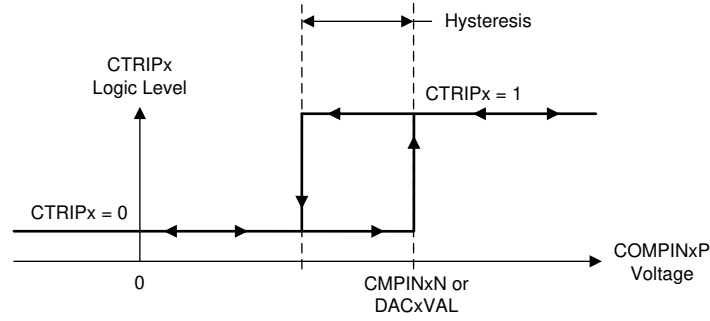 Hysteresis
CTRIPx
Logic Level
CTRIPx = 1
CTRIPx = 0
COMPINxP
Voltage
0
CMPINxN or
DACxVAL